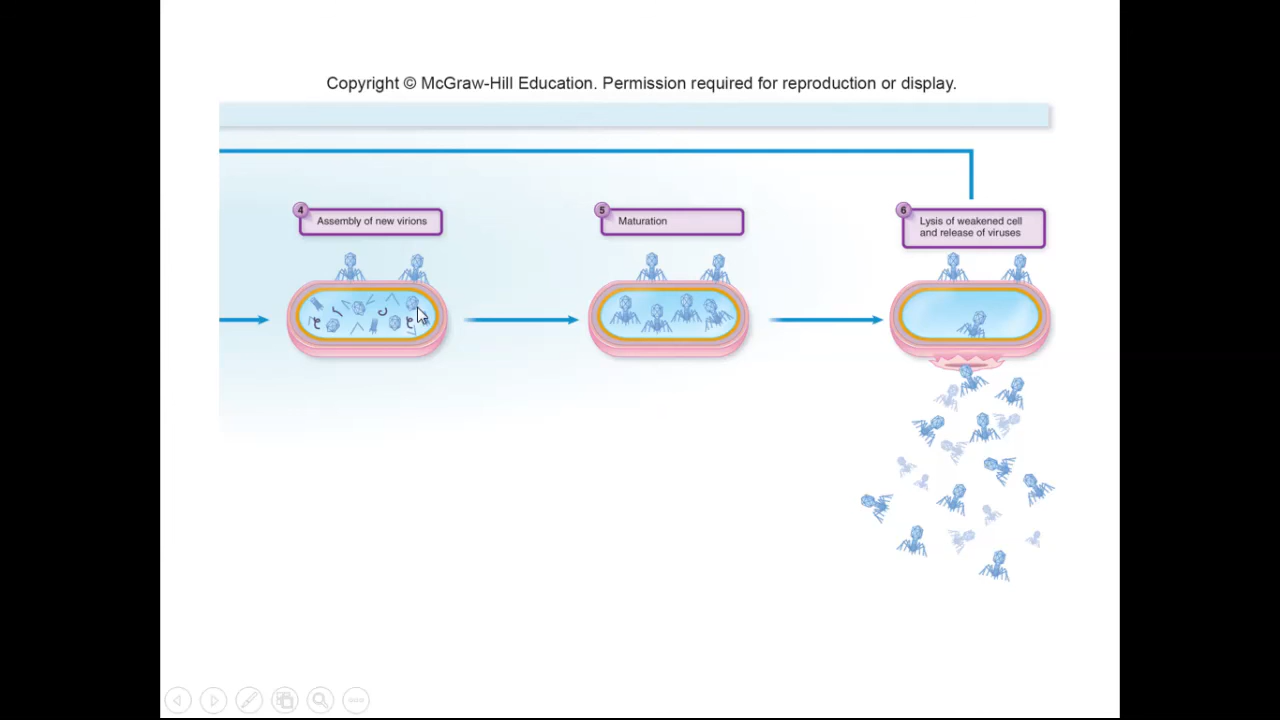 Copyright © McGraw-Hill Education. Permission required for reproduction or display.
4
Assembly of new virions
5
Maturation
6
Lysis of weakened cell
and release of viruses